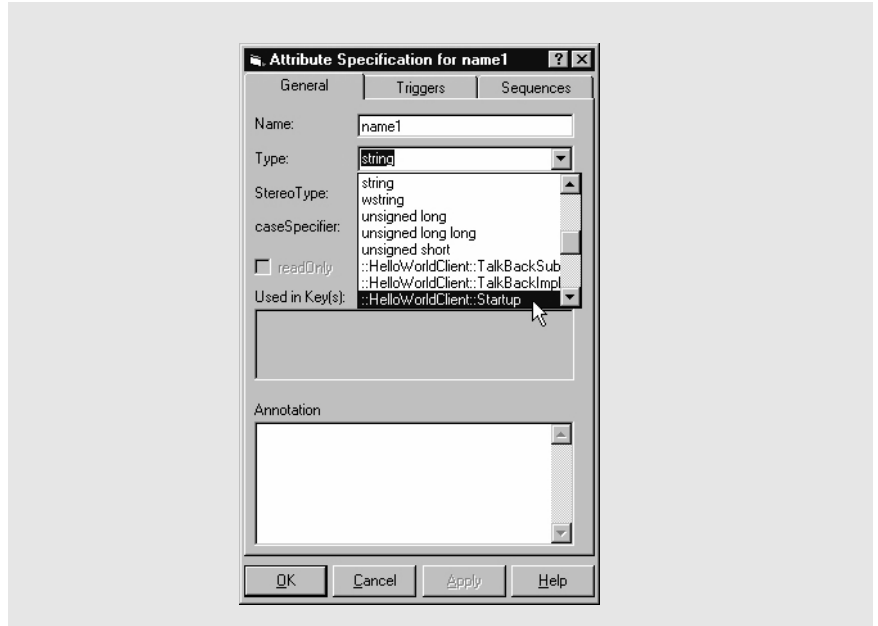 Attribute Specification for name1
General Triggers Sequences
Name: name1
Type: string
StereoType:
caseSpecifier:
readOnly
Used in Key(s):
string
wstring
unsigned long
unsigned long long
unsigned short
::HelloWorldClient::TalkBackSub
::HelloWorldClient::TalkBackImpl
::HelloWorldClient::Startup
Annotation
OK Cancel Apply Help